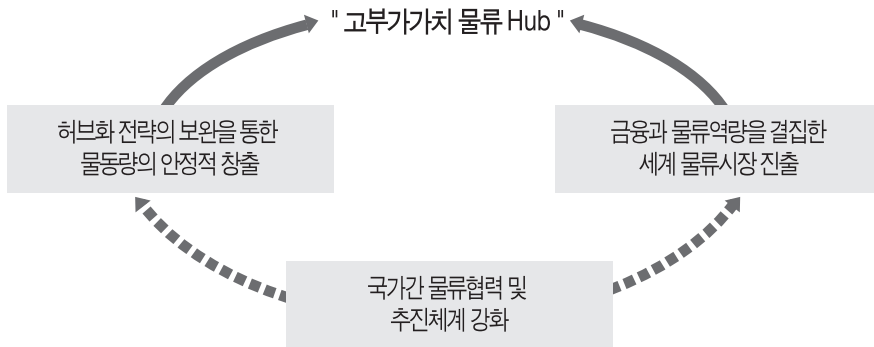 " 고부가가치 물류 Hub "
허브화 전략의 보완을 통한
물동량의 안정적 창출
금융과 물류역량을 결집한
세계 물류시장 진출
국가간 물류협력 및
추진체계 강화